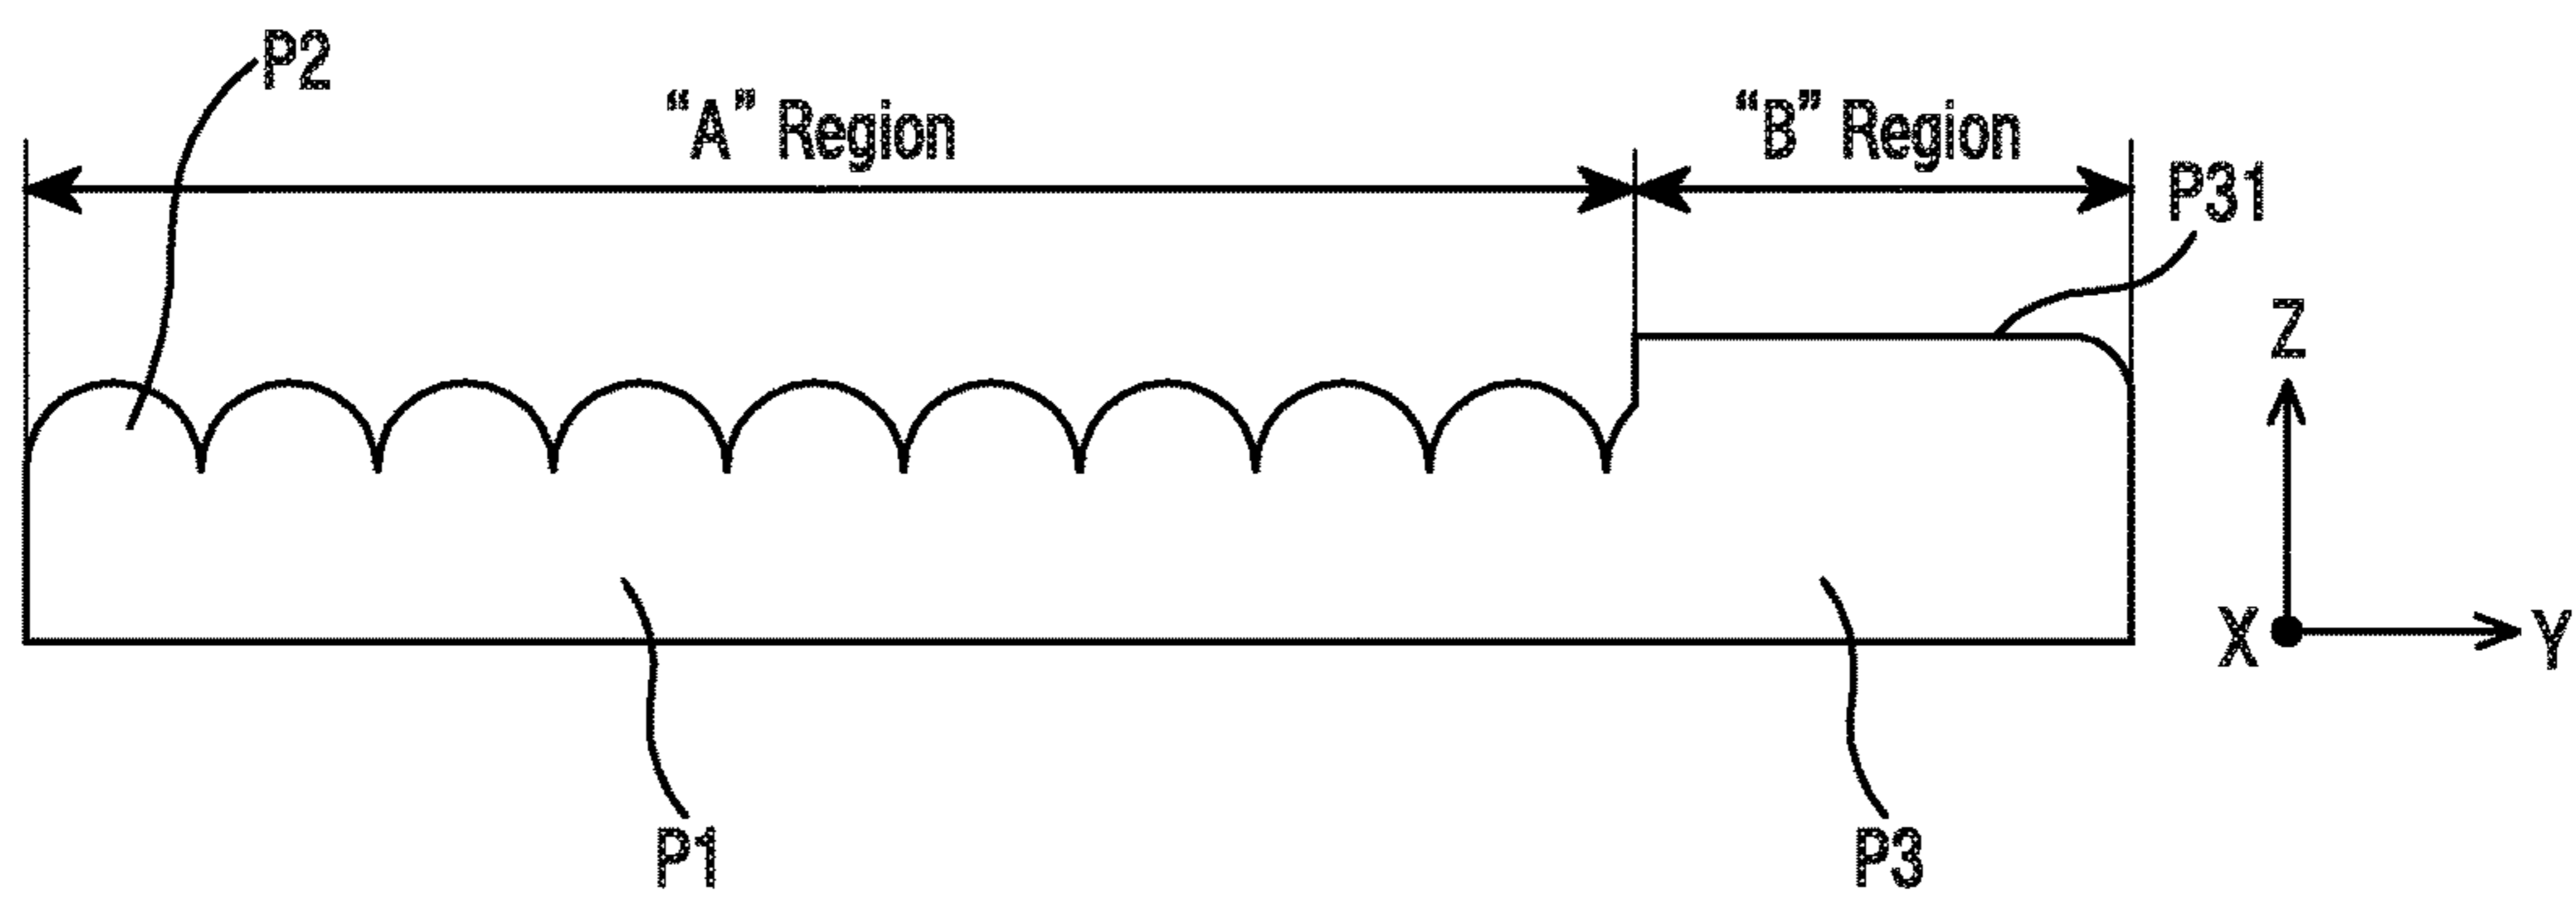 P2
“A” Region
“B” Region
P31
Z
X
Y
P1
P3